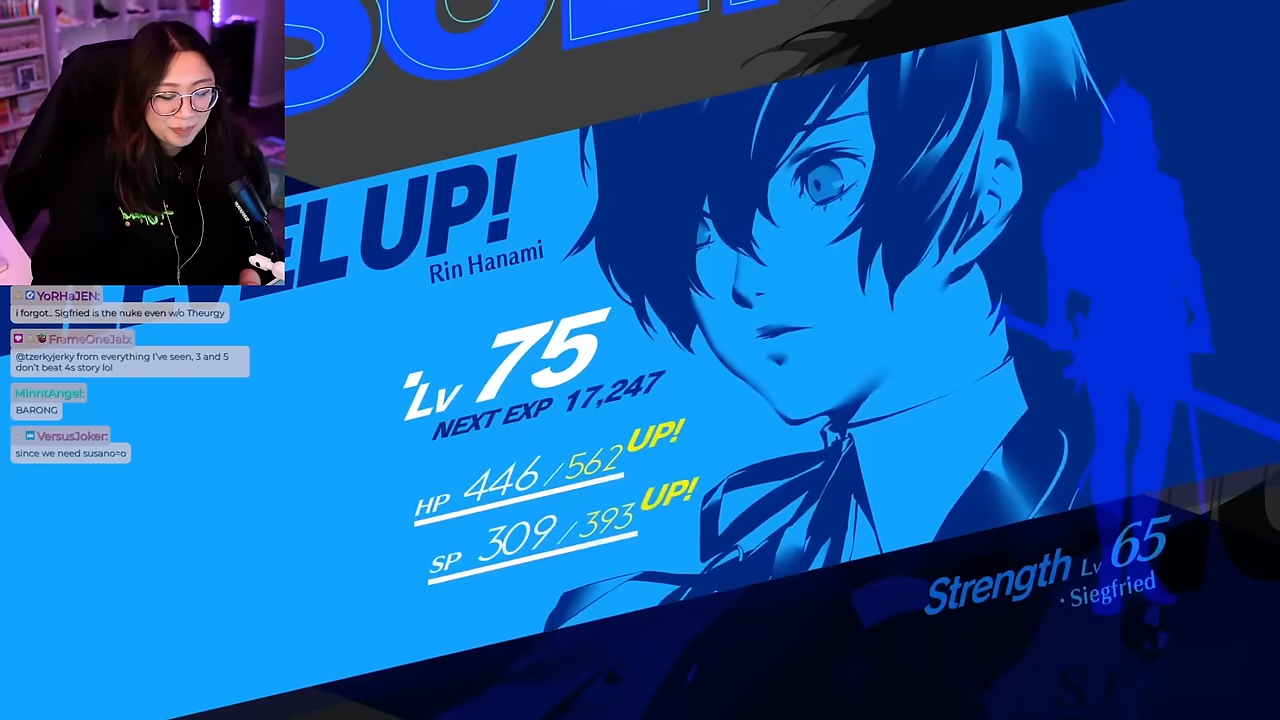 LEVEL UP!
Rin Hanami
Lv 75
NEXT EXP 17,247
HP 446/562 UP!
SP 309/393 UP!
Strength Lv 65
• Siegfried
YoRHaJEN:
i forgot.. Sigfried is the nuke even w/o Theurgy
FrameOneJab:
@tzerkyjerky from everything I've seen, 3 and 5
don't beat 4s story lol
MinntAngel:
BARONG
VersusJoker:
since we need susano=o